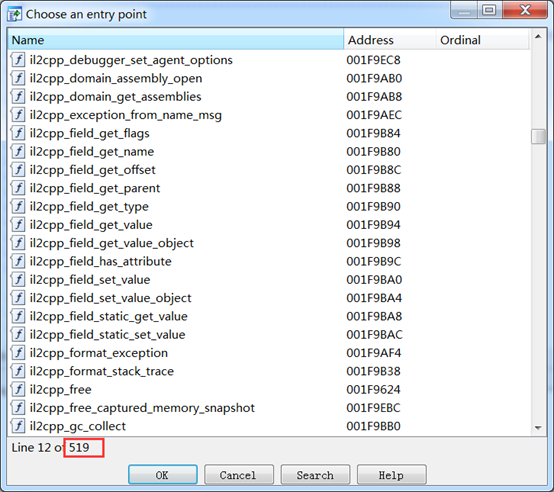 Choose an entry point
Name Address Ordinal
il2cpp_debugger_set_agent_options 001F9EC8
il2cpp_domain_assembly_open 001F9AB0
il2cpp_domain_get_assemblies 001F9AB8
il2cpp_exception_from_name_msg 001F9AEC
il2cpp_field_get_flags 001F9B84
il2cpp_field_get_name 001F9B80
il2cpp_field_get_offset 001F9B8C
il2cpp_field_get_parent 001F9B88
il2cpp_field_get_type 001F9B90
il2cpp_field_get_value 001F9B94
il2cpp_field_get_value_object 001F9B98
il2cpp_field_has_attribute 001F9B9C
il2cpp_field_set_value 001F9BA0
il2cpp_field_set_value_object 001F9BA4
il2cpp_field_static_get_value 001F9BA8
il2cpp_field_static_set_value 001F9BAC
il2cpp_format_exception 001F9AF4
il2cpp_format_stack_trace 001F9B38
il2cpp_free 001F9624
il2cpp_free_captured_memory_snapshot 001F9EBC
il2cpp_gc_collect 001F9BB0
Line 12 of 519
OK Cancel Search Help